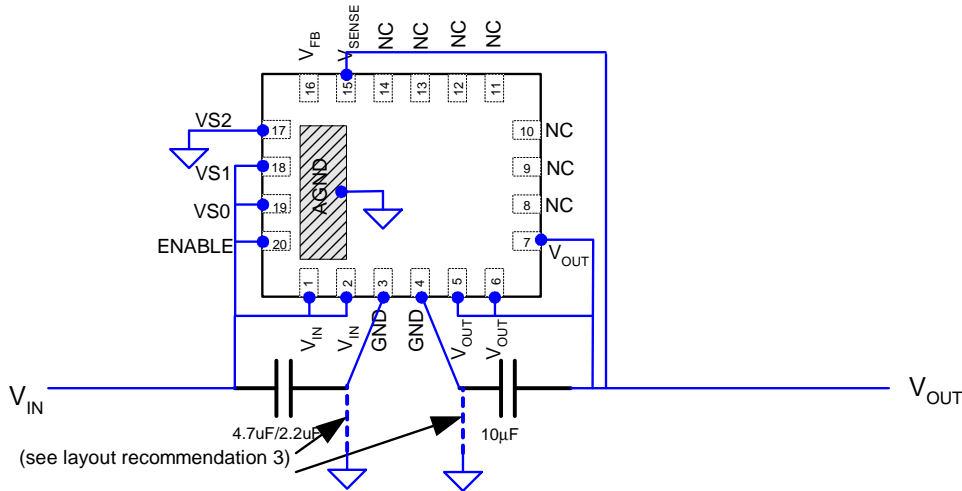 VFB
VSENSE
NC
NC
NC
NC
16
15
14
13
12
11
VS2
17
10
NC
VS1
18
9
NC
VS0
19
8
NC
ENABLE
20
7
VOUT
AGND
1
2
3
4
5
6
VIN
VIN
GND
GND
VOUT
VOUT
VIN
VOUT
4.7uF/2.2uF
10µF
(see layout recommendation 3)